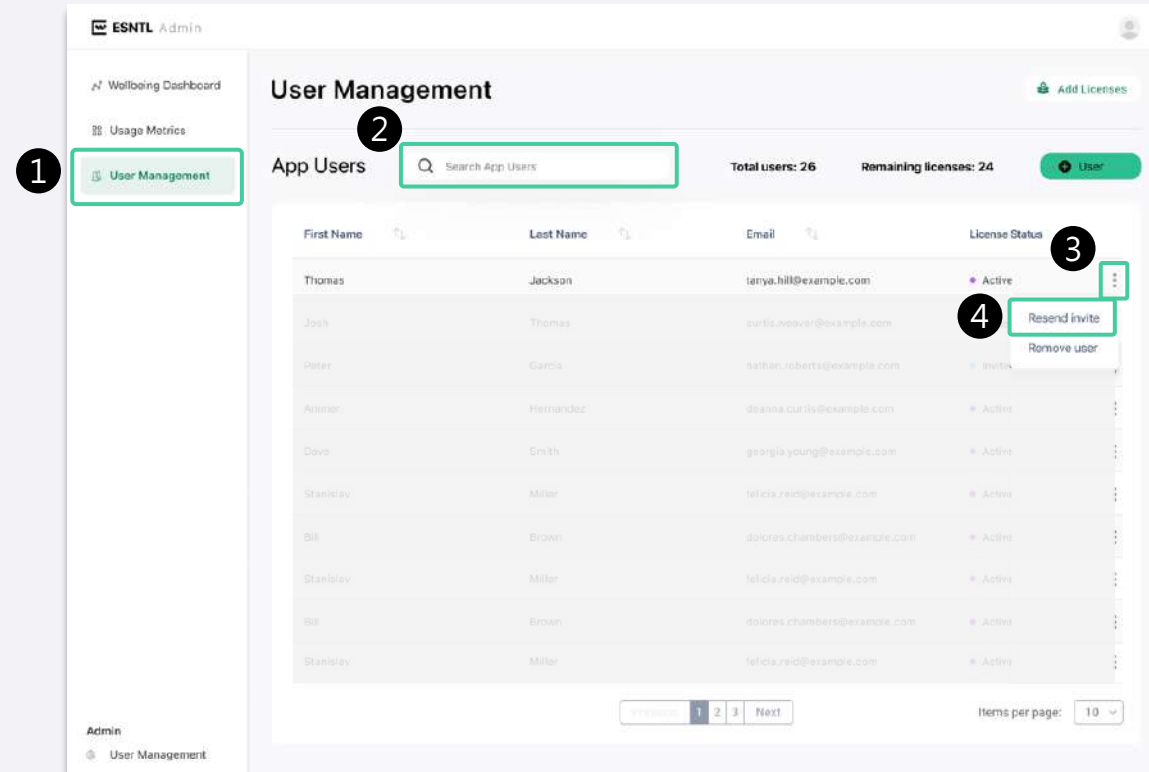 ESNTL Admin
Wellbeing Dashboard
Usage Metrics
1
User Management
User Management
Add Licenses
2
App Users
Search App Users
Total users: 26
Remaining licenses: 24
User
First Name
Last Name
Email
License Status
3
Thomas
Jackson
tanya.hill@example.com
Active
4
Resend invite
Remove user
Josh
Thomas
curtis.weaver@example.com
Peter
Garcia
nathan.roberts@example.com
Ammer
Hernandez
deanna.curtis@example.com
Active
Dave
Smith
georgia.young@example.com
Active
Stanislav
Miller
felicia.reid@example.com
Active
Bill
Brown
dolores.chambers@example.com
Active
Stanislav
Miller
felicia.reid@example.com
Active
Bill
Brown
dolores.chambers@example.com
Active
Stanislav
Miller
felicia.reid@example.com
Active
Previous 1 2 3 Next
Items per page: 10
Admin
User Management